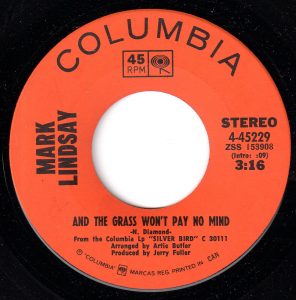 COLUMBIA
45
RPM
MARK
LINDSAY
STEREO
4-45229
ZSS 153908
(Intro: :09)
3:16
AND THE GRASS WON'T PAY NO MIND
-N. Diamond-
From the Columbia Lp "SILVER BIRD" C 30111
Arranged by Artie Butler
Produced by Jerry Fuller
® "COLUMBIA", MARCAS REG. PRINTED IN CAN